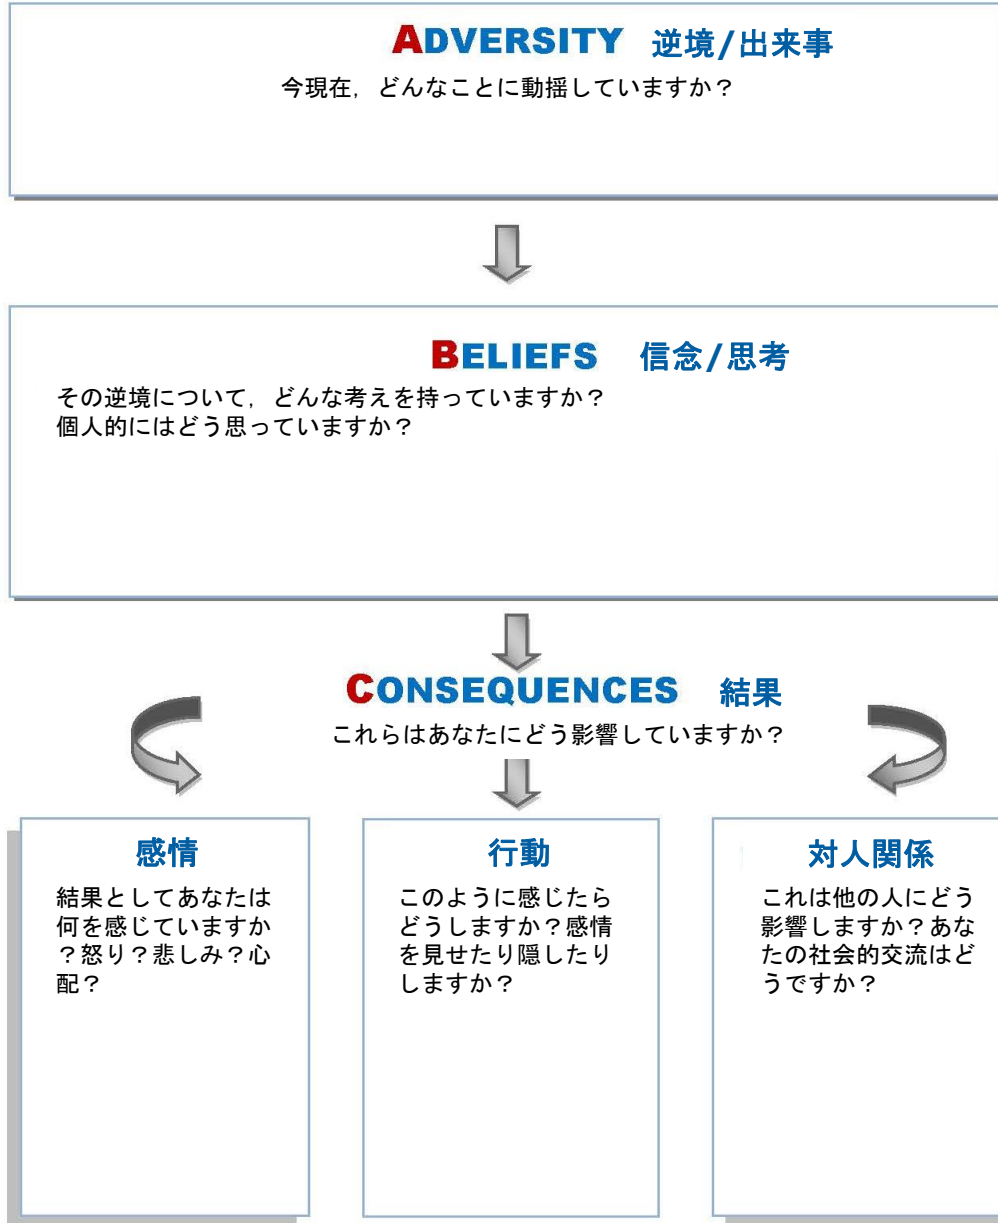 ADVERSITY 逆境/出来事
今現在，どんなことに動揺していますか？
BELIEFS 信念/思考
その逆境について，どんな考えを持っていますか？
個人的にはどう思っていますか？
CONSEQUENCES 結果
これらはあなたにどう影響していますか？
感情
結果としてあなたは
何を感じていますか
？怒り？悲しみ？心
配？
行動
このように感じたら
どうしますか？感情
を見せたり隠したり
しますか？
対人関係
これは他の人にどう
影響しますか？あな
たの社会的交流はど
うですか？